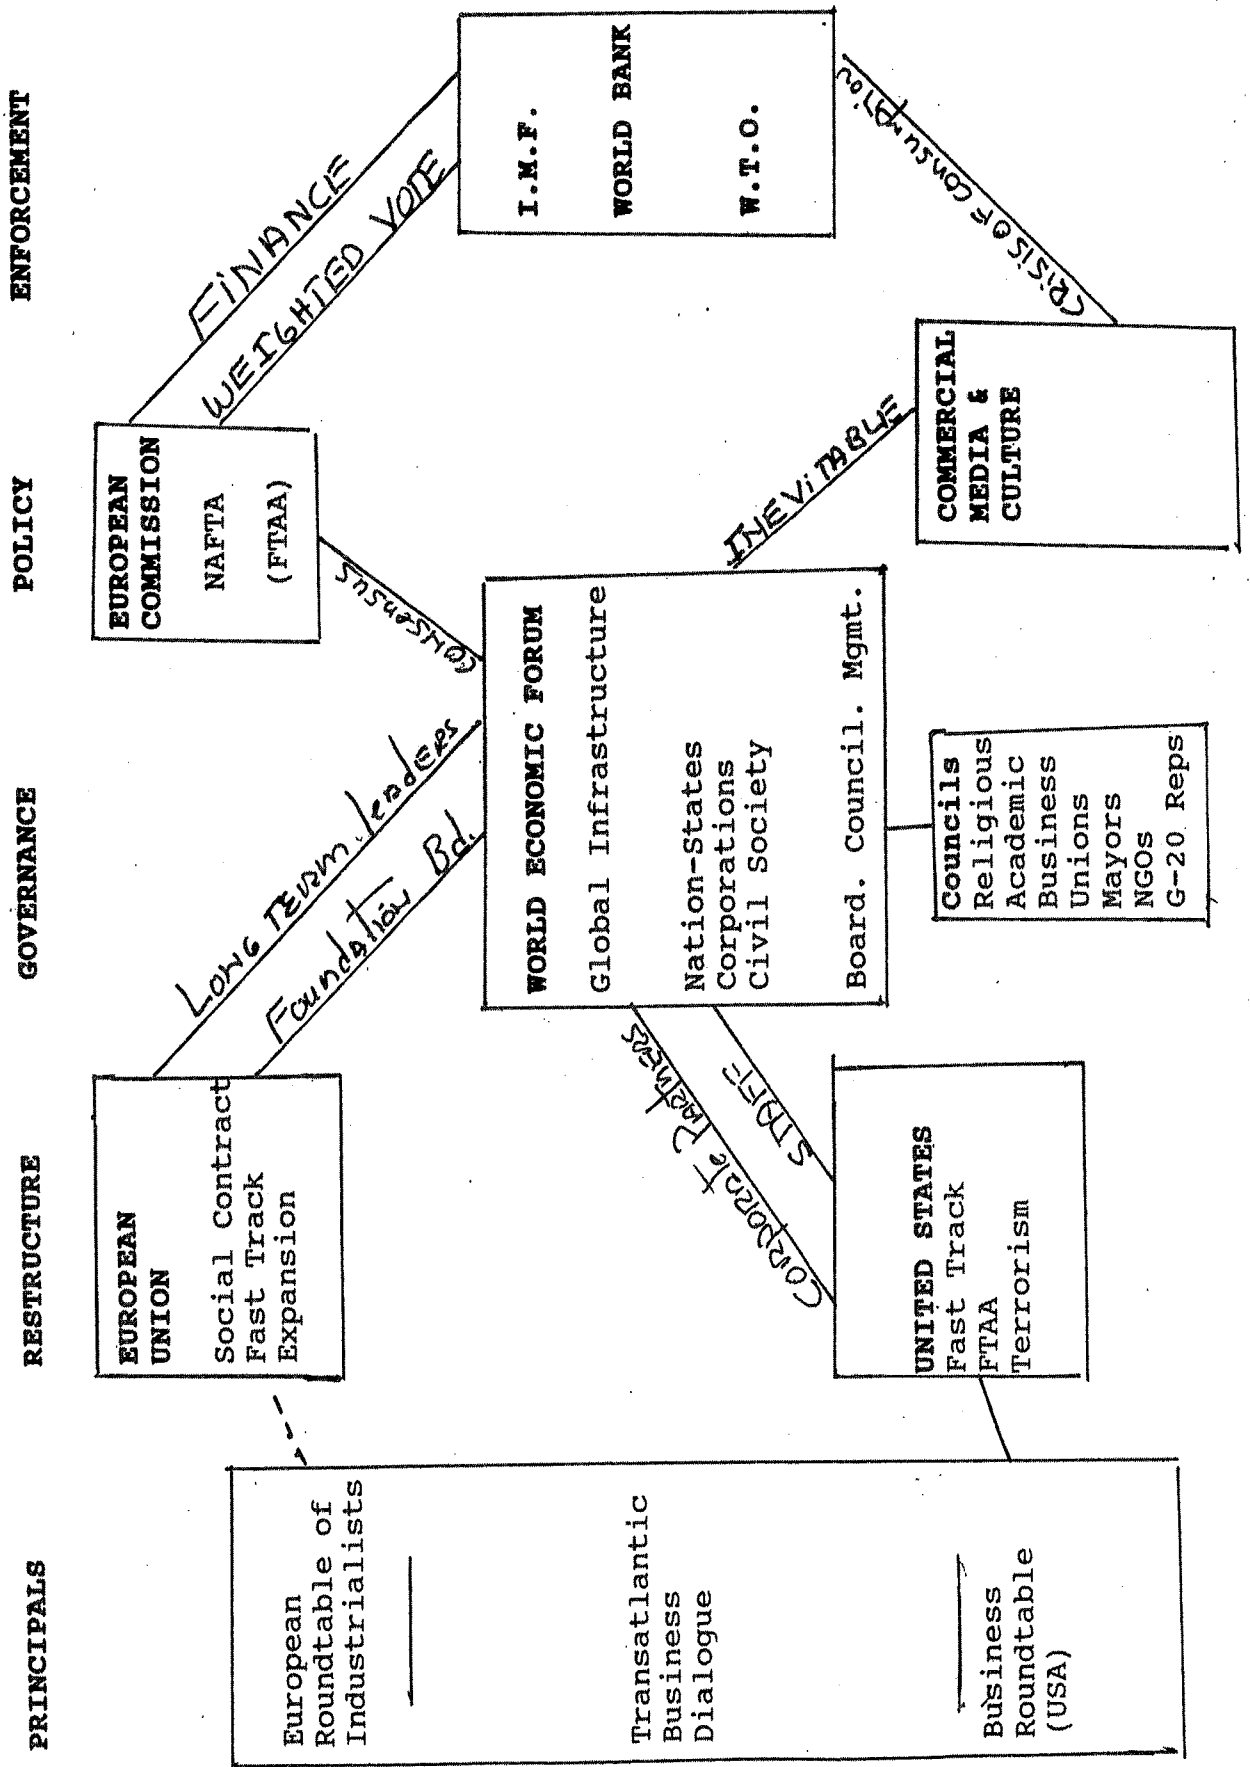 PRINCIPALS
RESTRUCTURE
GOVERNANCE
POLICY
ENFORCEMENT
European
Roundtable of
Industrialists
Transatlantic
Business
Dialogue
Business
Roundtable
(USA)
EUROPEAN
UNION
Social Contract
Fast Track
Expansion
UNITED STATES
Fast Track
FTAA
Terrorism
LONG TERM leaders
Foundation Bd.
CORPORATE PARTNERS
STAFF
WORLD ECONOMIC FORUM
Global Infrastructure
Nation-States
Corporations
Civil Society
Board. Council. Mgmt.
Councils
Religious
Academic
Business
Unions
Mayors
NGOs
G-20 Reps
CONSENSUS
INEVITABLE
EUROPEAN
COMMISSION
NAFTA
(FTAA)
COMMERCIAL
MEDIA &
CULTURE
FINANCE
WEIGHTED VOTE
CRISIS OF CONSUMPTION
I.M.F.
WORLD BANK
W.T.O.